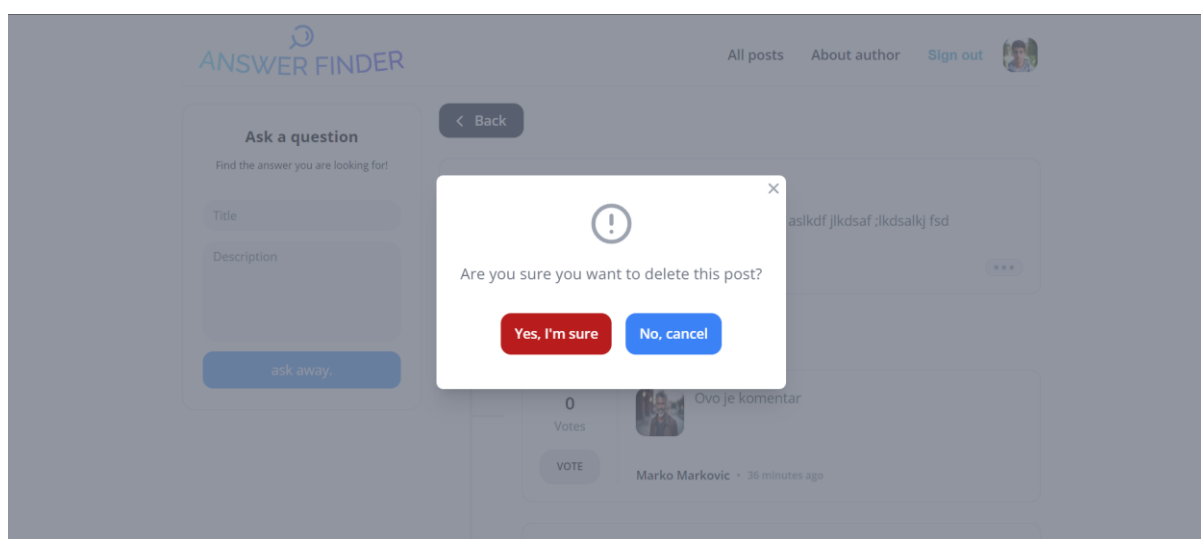 ANSWER FINDER
All posts
About author
Sign out
Back
Ask a question
Find the answer you are looking for!
Title
Description
ask away.
aslkdf jlkdsaf ;lkdsalkj fsd
Are you sure you want to delete this post?
Yes, I'm sure
No, cancel
0
Votes
VOTE
Ovo je komentar
Marko Markovic • 36 minutes ago